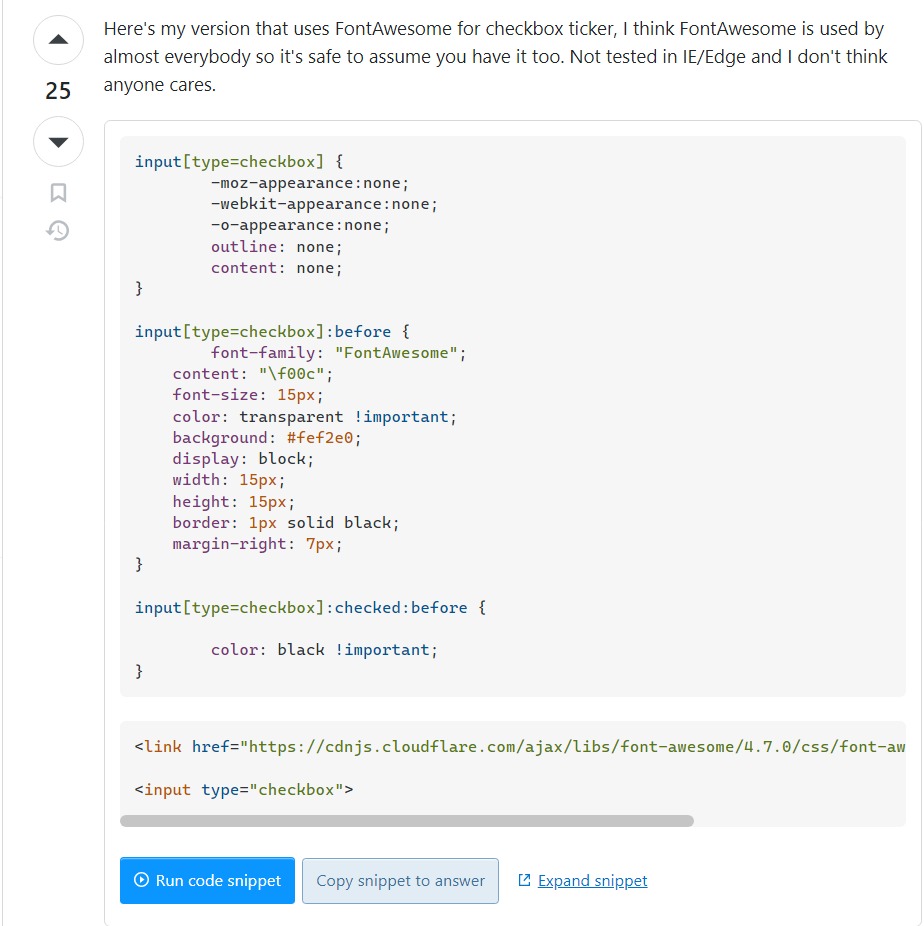 Here's my version that uses FontAwesome for checkbox ticker, I think FontAwesome is used by
almost everybody so it's safe to assume you have it too. Not tested in IE/Edge and I don't think
25
anyone cares.
input[type=checkbox] {
        -moz-appearance:none;
        -webkit-appearance:none;
        -o-appearance:none;
        outline: none;
        content: none;
}
input[type=checkbox]:before {
        font-family: "FontAwesome";
    content: "\f00c";
    font-size: 15px;
    color: transparent !important;
    background: #fef2e0;
    display: block;
    width: 15px;
    height: 15px;
    border: 1px solid black;
    margin-right: 7px;
}
input[type=checkbox]:checked:before {
        color: black !important;
}
<link href="https://cdnjs.cloudflare.com/ajax/libs/font-awesome/4.7.0/css/font-aw
<input type="checkbox">
Run code snippet Copy snippet to answer Expand snippet